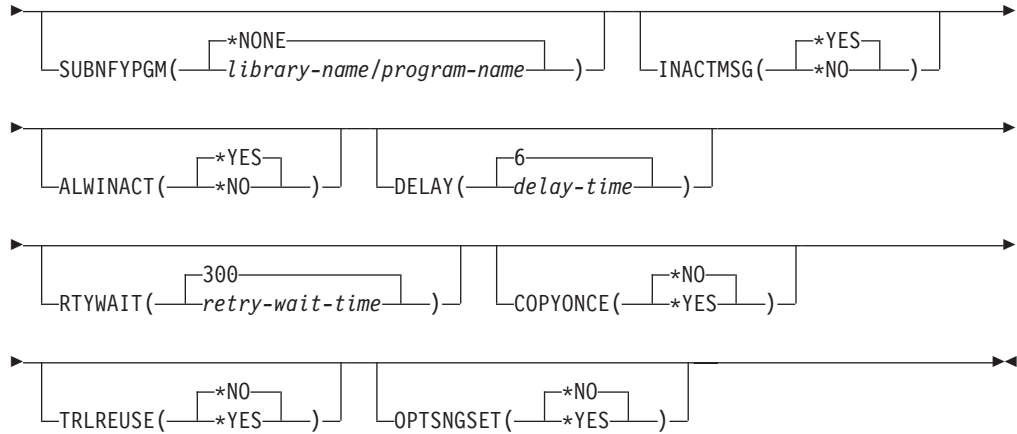 *NONE *YES
SUBNFYPGM( library-name/program-name ) INACTMSG( *NO )
*YES 6
ALWINACT( *NO ) DELAY( delay-time )
300 *NO
RTYWAIT( retry-wait-time ) COPYONCE( *YES )
*NO *NO
TRLREUSE( *YES ) OPTSNGSET( *YES )